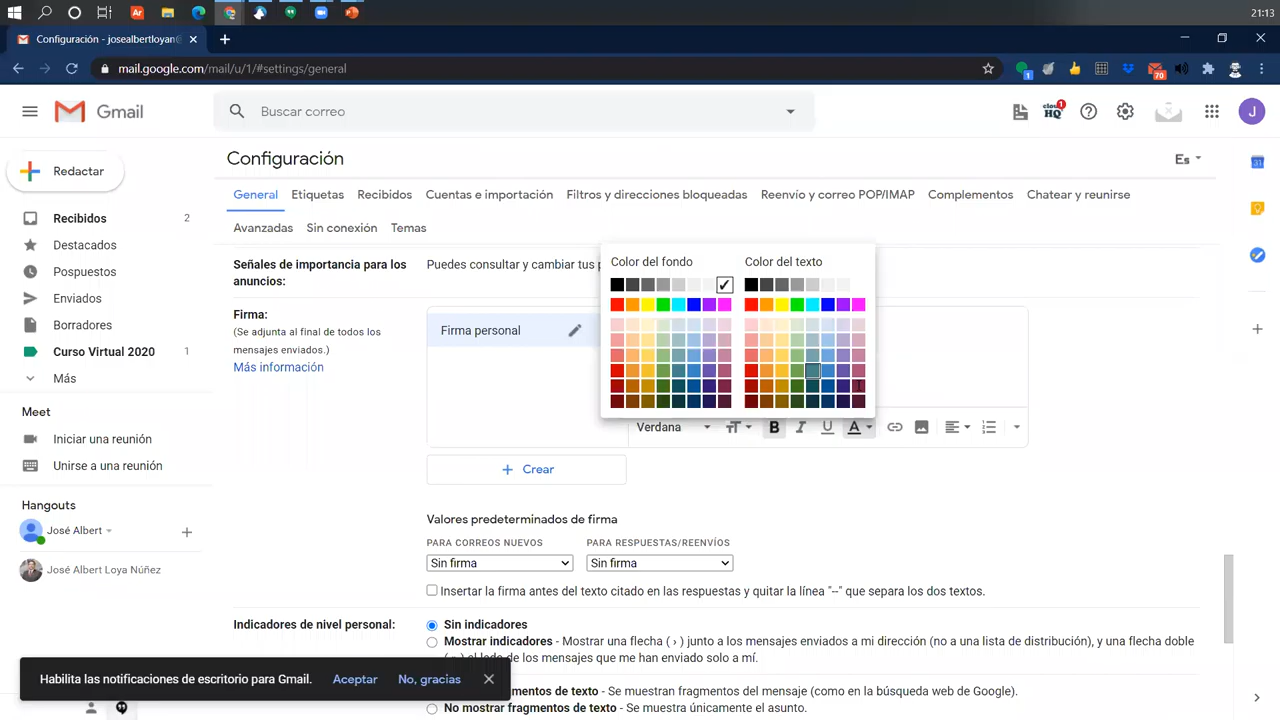 21:13
Configuración - josealbertloyan@
mail.google.com/mail/u/1/#settings/general
1
70
Gmail
Buscar correo
1
J
Redactar
Configuración
Es
General Etiquetas Recibidos Cuentas e importación Filtros y direcciones bloqueadas Reenvío y correo POP/IMAP Complementos Chatear y reunirse
Avanzadas Sin conexión Temas
Recibidos 2
Destacados
Pospuestos
Enviados
Borradores
Curso Virtual 2020 1
Más
Meet
Iniciar una reunión
Unirse a una reunión
Hangouts
José Albert
José Albert Loya Núñez
Señales de importancia para los
anuncios:
Puedes consultar y cambiar tus p
Color del fondo Color del texto
Firma:
(Se adjunta al final de todos los
mensajes enviados.)
Más información
Firma personal
Verdana
+ Crear
Valores predeterminados de firma
PARA CORREOS NUEVOS PARA RESPUESTAS/REENVÍOS
Sin firma Sin firma
Insertar la firma antes del texto citado en las respuestas y quitar la línea "--" que separa los dos textos.
Indicadores de nivel personal:
Sin indicadores
Mostrar indicadores - Mostrar una flecha ( › ) junto a los mensajes enviados a mi dirección (no a una lista de distribución), y una flecha doble
al lado de los mensajes que me han enviado solo a mí.
Habilita las notificaciones de escritorio para Gmail. Aceptar No, gracias
mentos de texto - Se muestran fragmentos del mensaje (como en la búsqueda web de Google).
No mostrar fragmentos de texto - Se muestra únicamente el asunto.